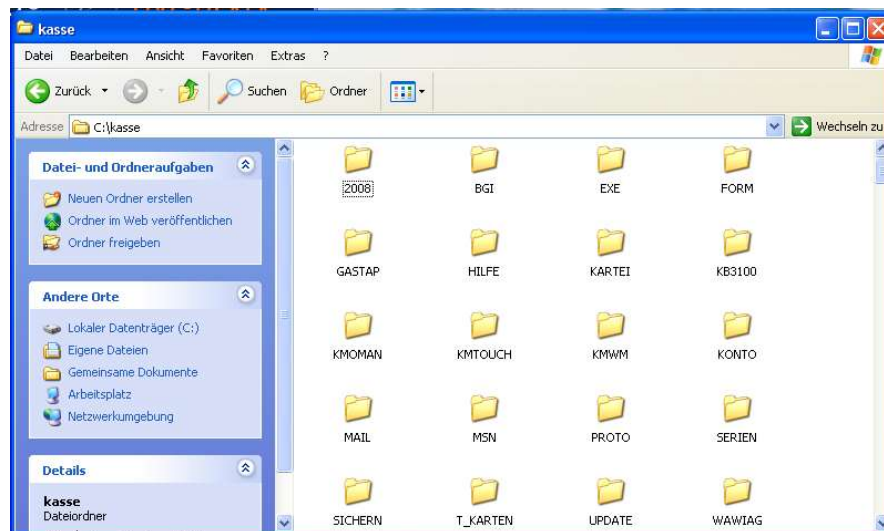 kasse
Datei Bearbeiten Ansicht Favoriten Extras ?
Zurück Suchen Ordner
Adresse C:\kasse Wechseln zu
Datei- und Ordneraufgaben
Neuen Ordner erstellen
Ordner im Web veröffentlichen
Ordner freigeben
Andere Orte
Lokaler Datenträger (C:)
Eigene Dateien
Gemeinsame Dokumente
Arbeitsplatz
Netzwerkumgebung
Details
kasse
Dateiordner
2008 BGI EXE FORM
GASTAP HILFE KARTEI KB3100
KMOMAN KMTOUCH KMWM KONTO
MAIL MSN PROTO SERIEN
SICHERN T_KARTEN UPDATE WAWIAG